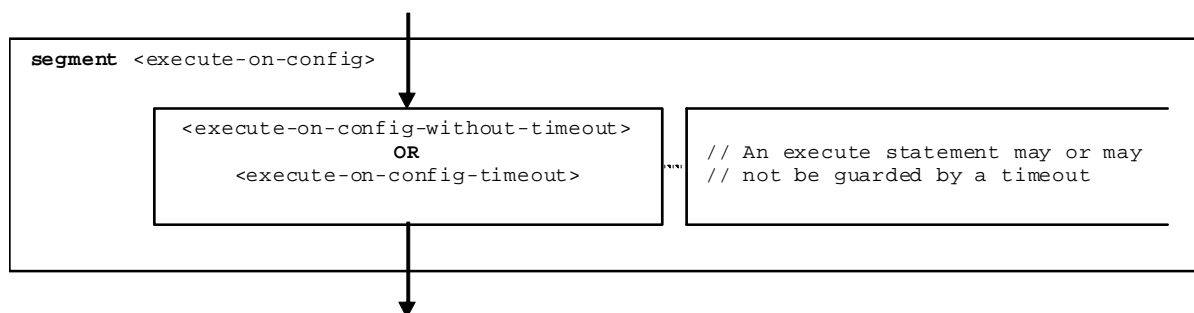 segment <execute-on-config>
<execute-on-config-without-timeout>
OR
<execute-on-config-timeout>
// An execute statement may or may
// not be guarded by a timeout